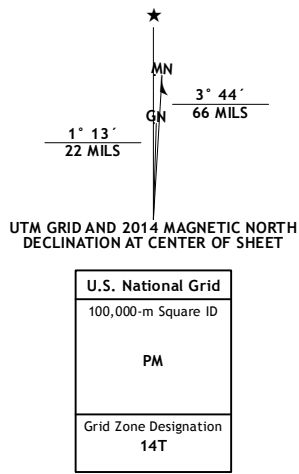 ★
MN
3° 44´
66 MILS
GN
1° 13´
22 MILS
UTM GRID AND 2014 MAGNETIC NORTH
DECLINATION AT CENTER OF SHEET
U.S. National Grid
100,000-m Square ID
PM
Grid Zone Designation
14T